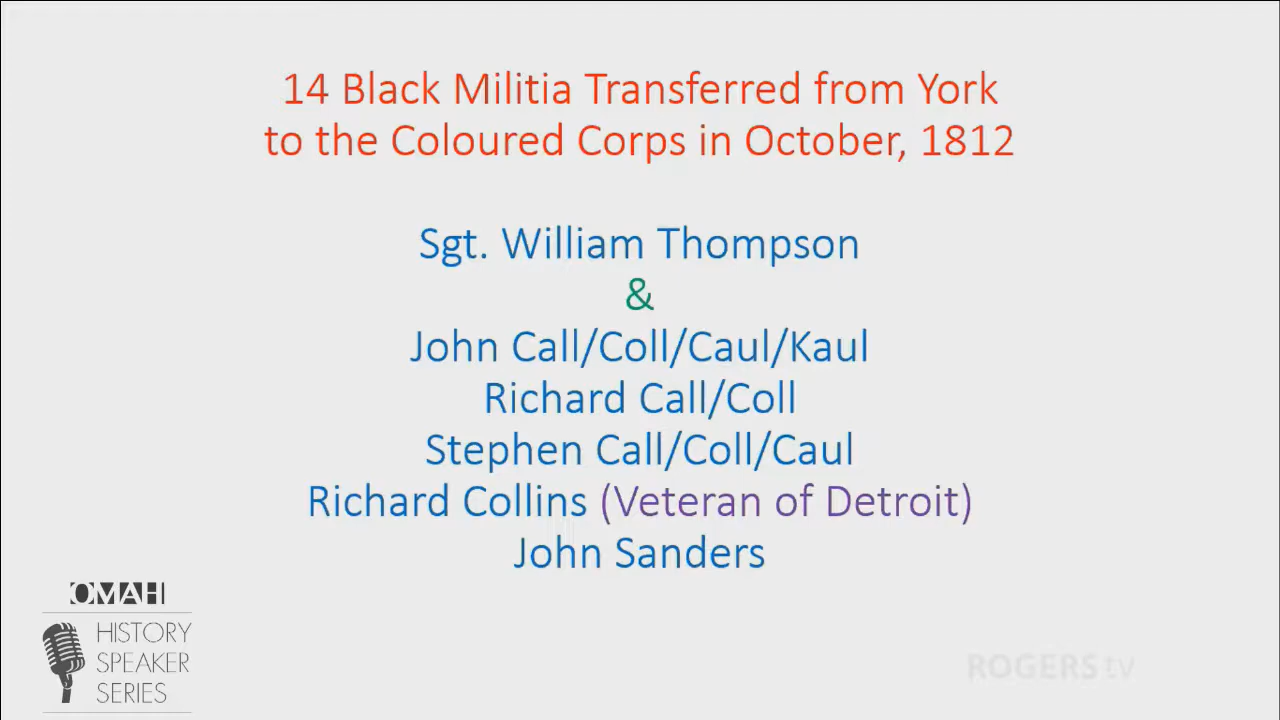 14 Black Militia Transferred from York
to the Coloured Corps in October, 1812
Sgt. William Thompson
&
John Call/Coll/Caul/Kaul
Richard Call/Coll
Stephen Call/Coll/Caul
Richard Collins (Veteran of Detroit)
John Sanders
OMAH
HISTORY
SPEAKER
SERIES
ROGERS tv